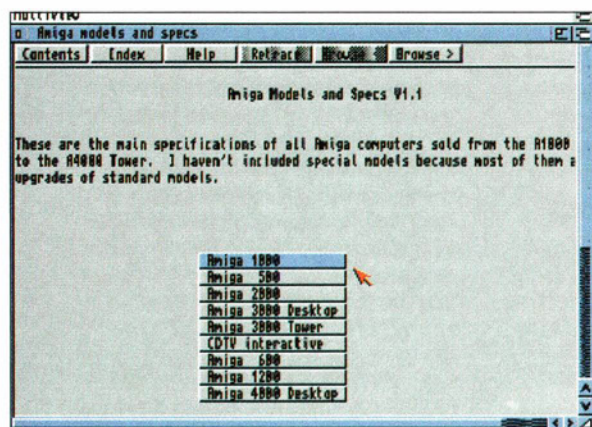 Amiga models and specs
Contents Index Help Retrace Browse < Browse >
Amiga Models and Specs V1.1
These are the main specifications of all Amiga computers sold from the A1000
to the A4000 Tower. I haven't included special models because most of them a
upgrades of standard models.
Amiga 1000
Amiga 500
Amiga 2000
Amiga 3000 Desktop
Amiga 3000 Tower
CDTV interactive
Amiga 600
Amiga 1200
Amiga 4000 Desktop